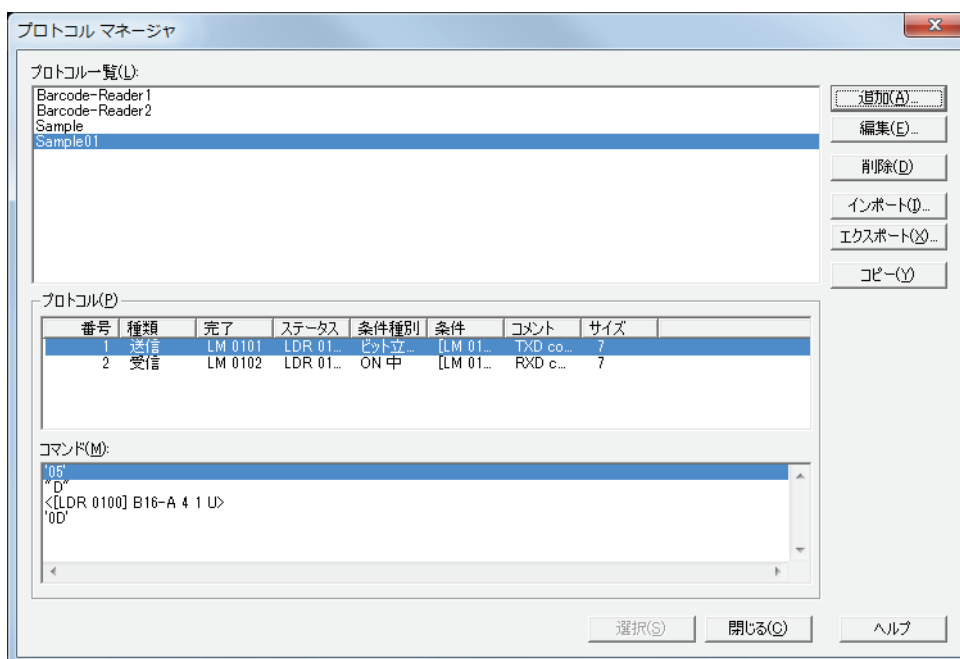 プロトコル マネージャ
プロトコル一覧(L):
Barcode-Reader1
Barcode-Reader2
Sample
Sample01
追加(A)...
編集(E)...
削除(D)
インポート(I)...
エクスポート(X)...
コピー(Y)
プロトコル(P)
番号 種類 完了 ステータス 条件種別 条件 コメント サイズ
1 送信 LM 0101 LDR 01... ビット立... [LM 01... TXD co... 7
2 受信 LM 0102 LDR 01... ON 中 [LM 01... RXD c... 7
コマンド(M):
'05'
"D"
<[LDR 0100] B16-A 4 1 U>
'0D'
選択(S) 閉じる(C) ヘルプ